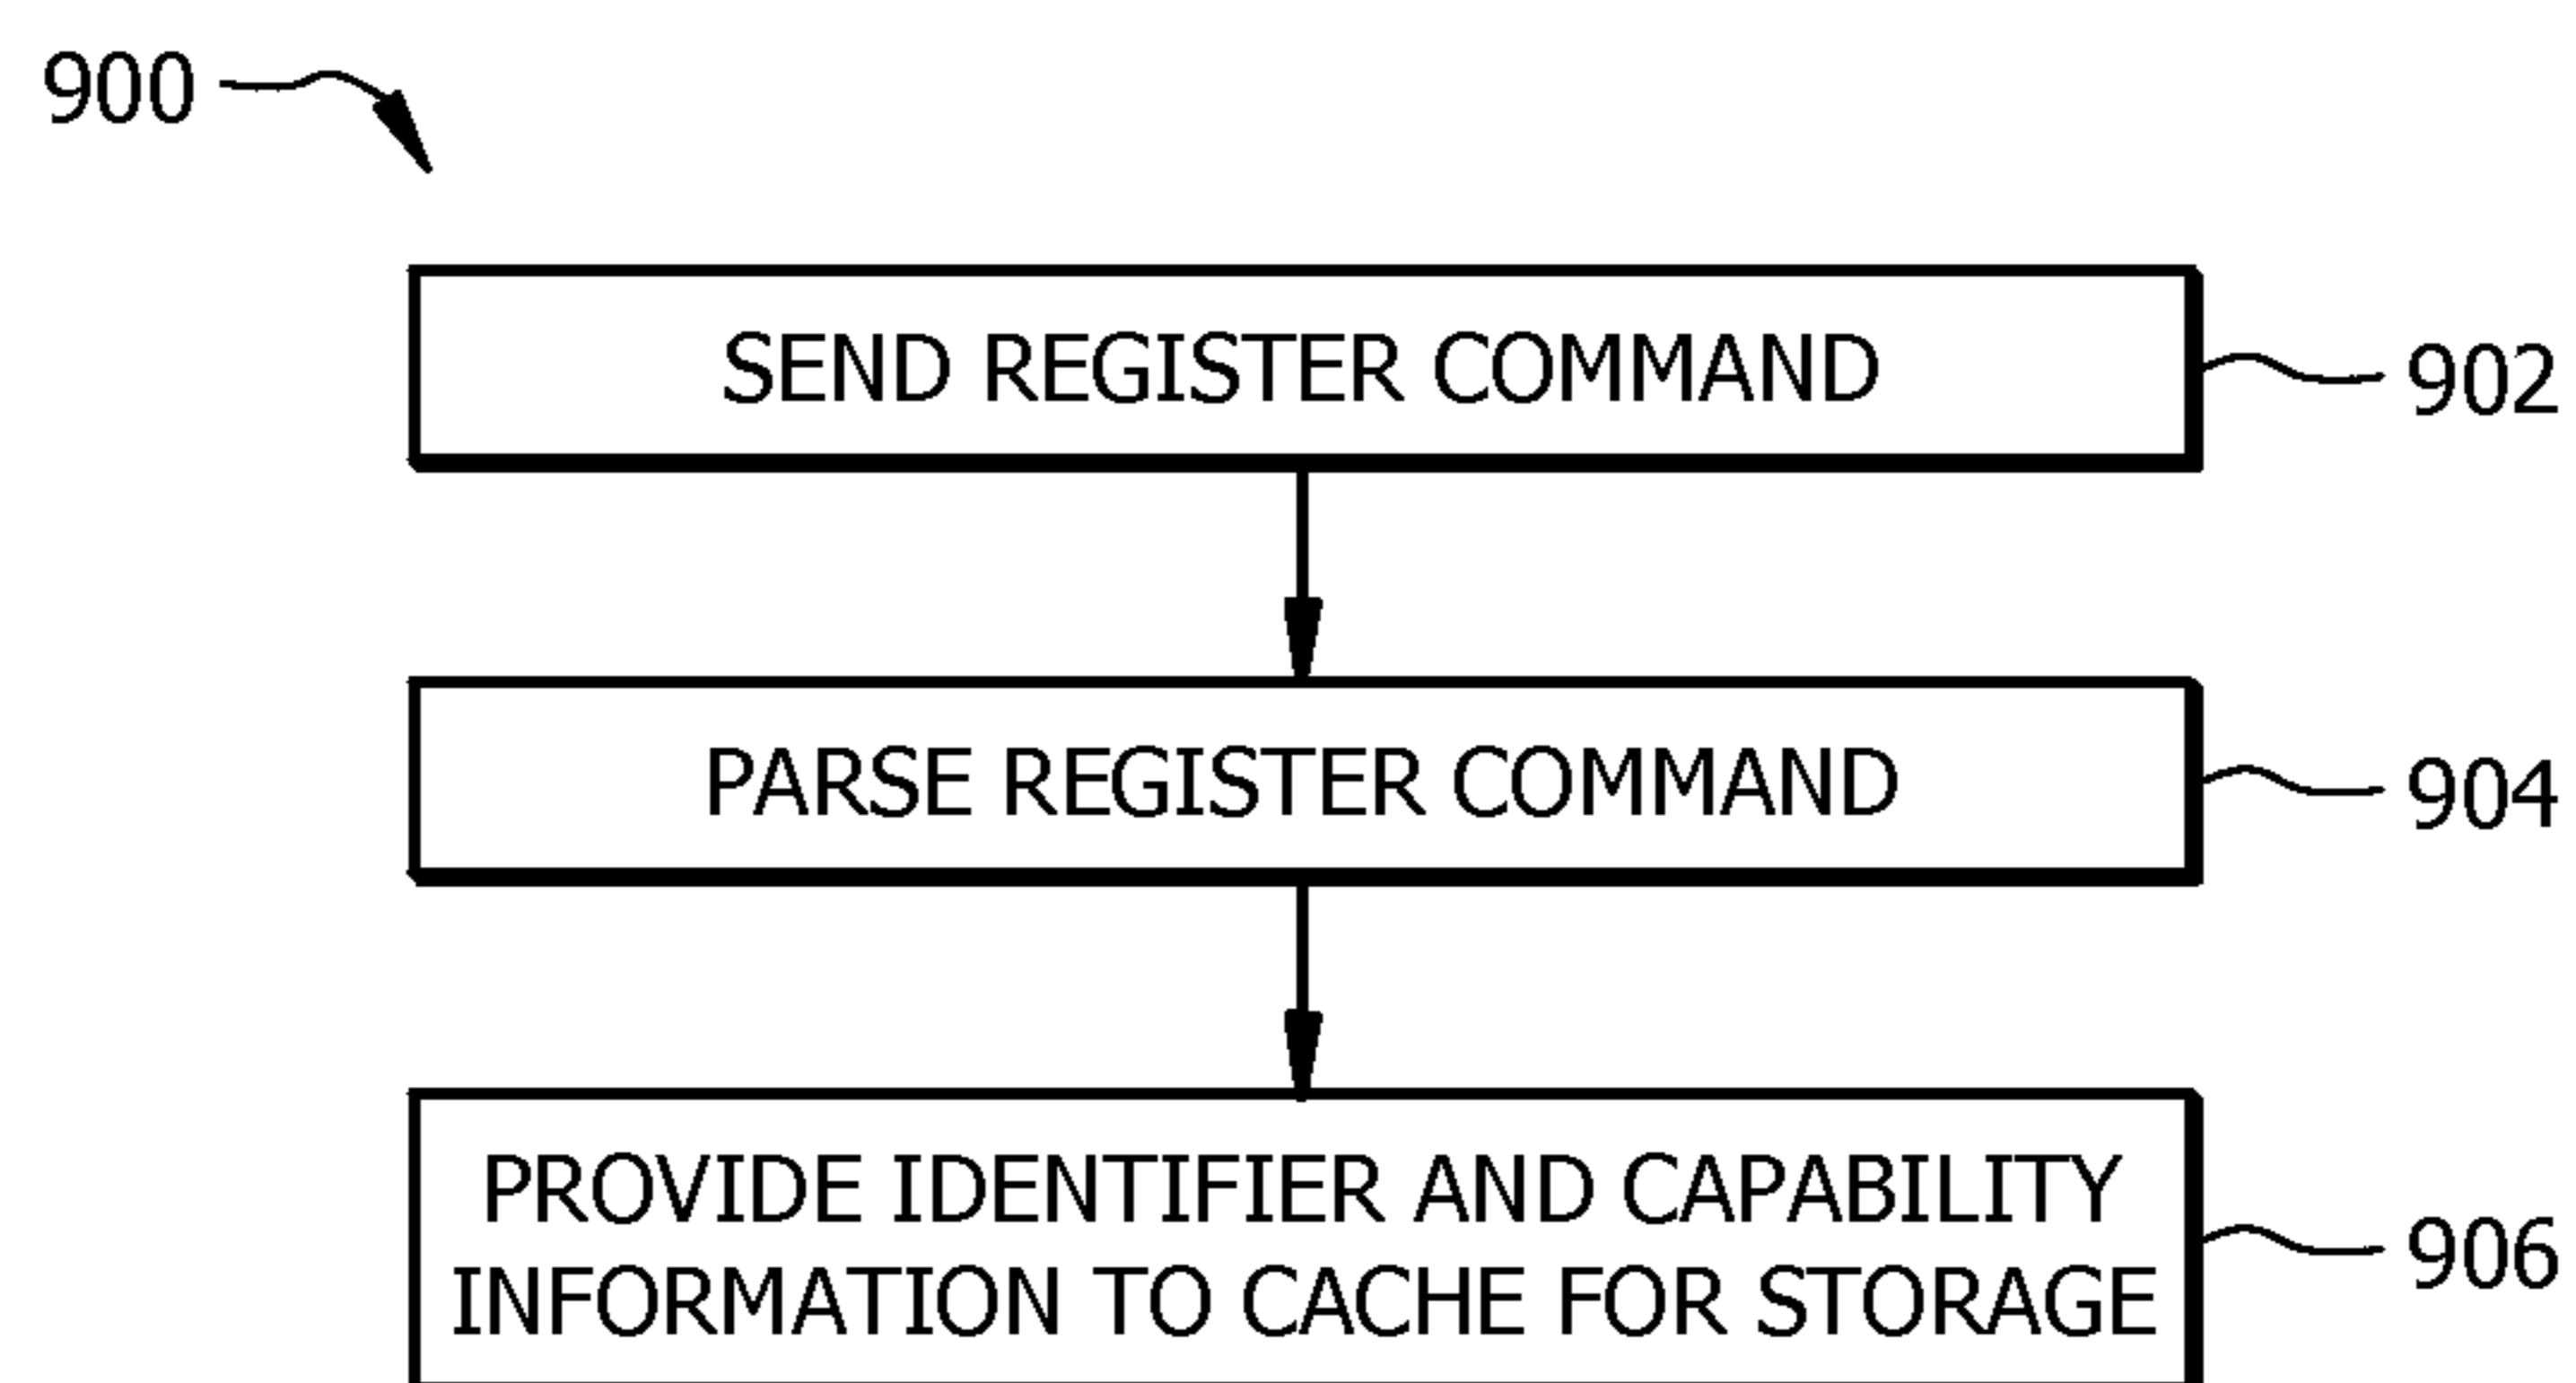 900
SEND REGISTER COMMAND
902
PARSE REGISTER COMMAND
904
PROVIDE IDENTIFIER AND CAPABILITY
INFORMATION TO CACHE FOR STORAGE
906